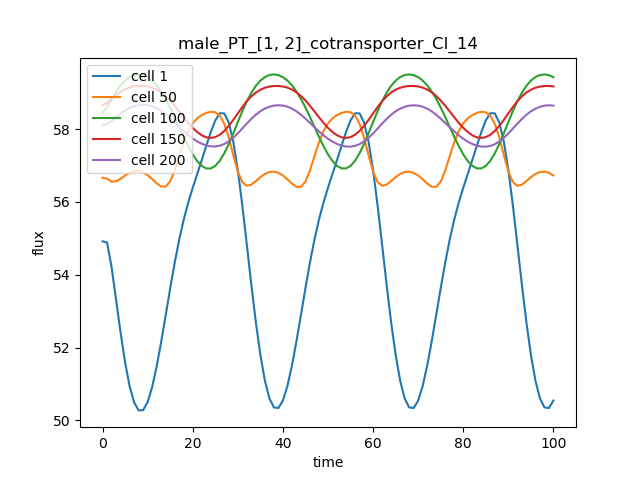 male_PT_[1, 2]_cotransporter_Cl_14
cell 1
cell 50
cell 100
cell 150
cell 200
flux
58
56
54
52
50
0
20
40
60
80
100
time